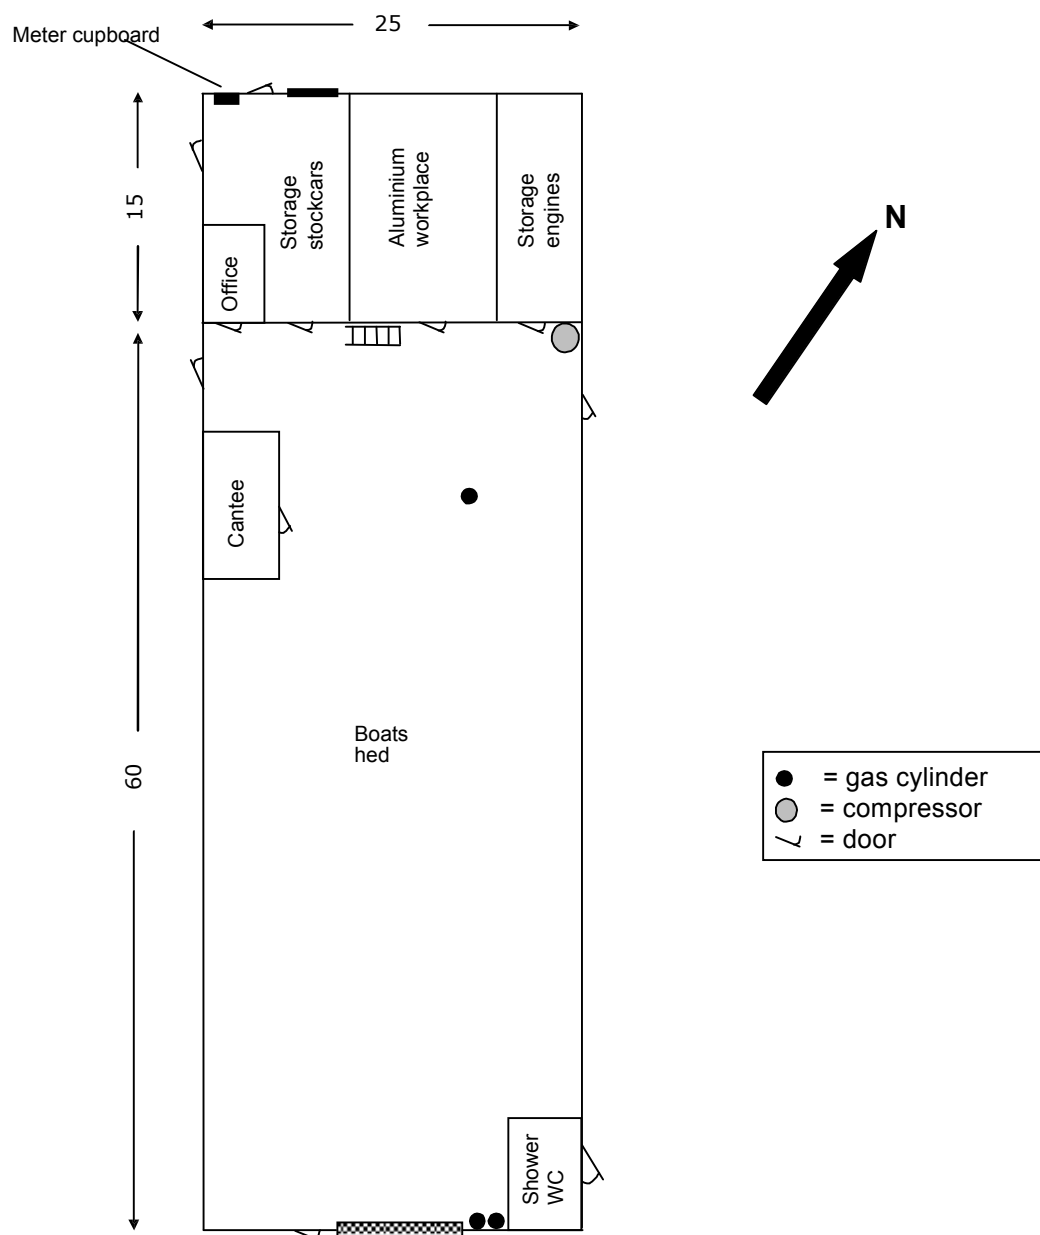 25
Meter cupboard
15
Storage
stockcars
Aluminium
workplace
Storage
engines
N
Office
Cantee
Boats
hed
60
= gas cylinder
= compressor
= door
Shower
WC